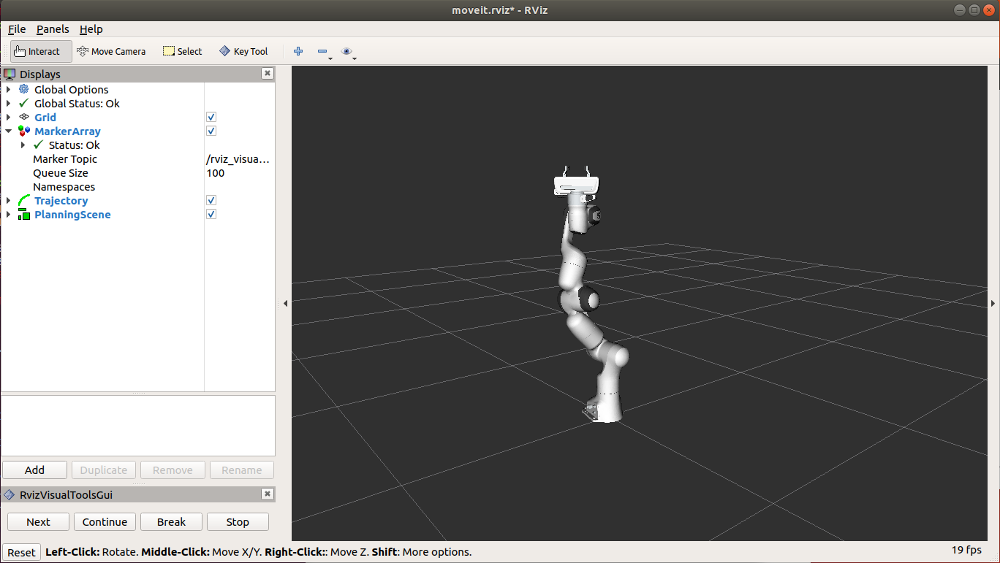 moveit.rviz* - RViz
File Panels Help
Interact Move Camera Select Key Tool
Displays
Global Options
Global Status: Ok
Grid
MarkerArray
Status: Ok
Marker Topic /rviz_visua...
Queue Size 100
Namespaces
Trajectory
PlanningScene
Add Duplicate Remove Rename
RvizVisualToolsGui
Next Continue Break Stop
Reset Left-Click: Rotate. Middle-Click: Move X/Y. Right-Click:: Move Z. Shift: More options. 19 fps